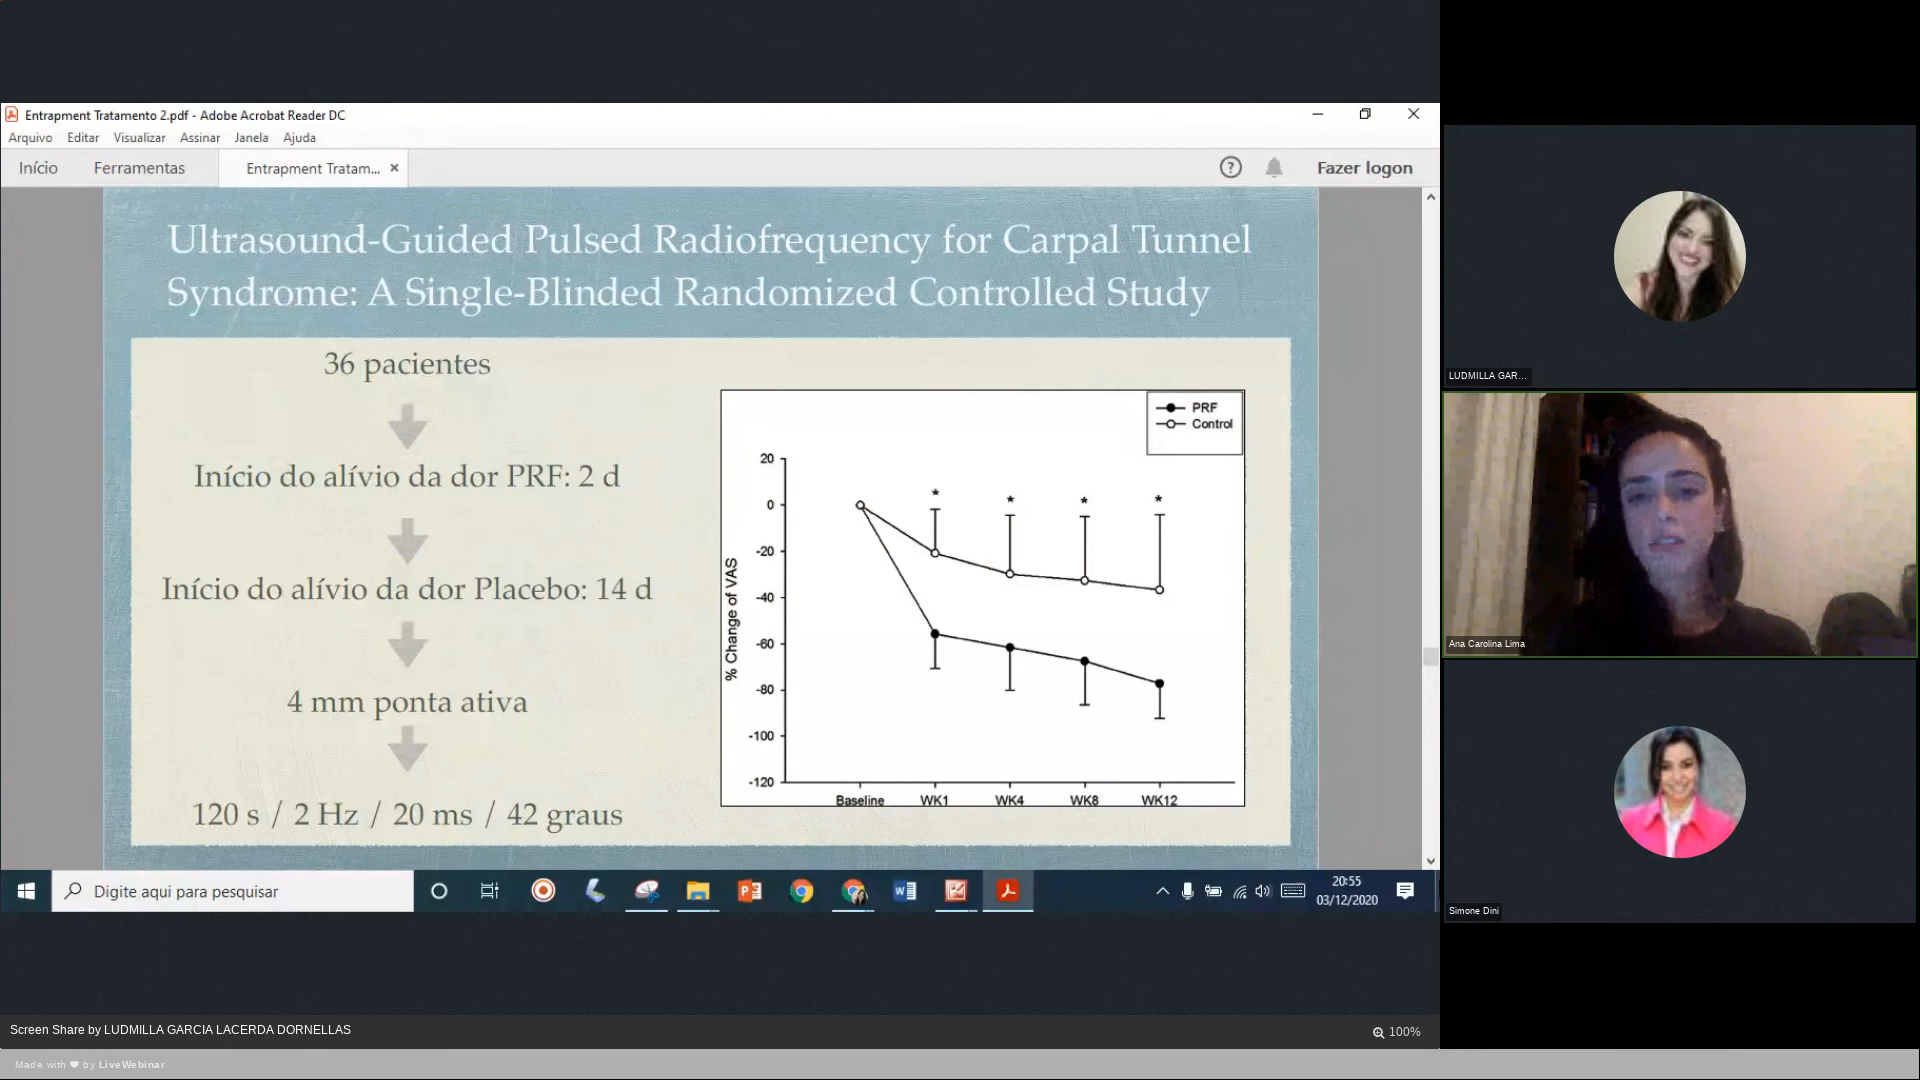 Entrapment Tratamento 2.pdf - Adobe Acrobat Reader DC
Arquivo Editar Visualizar Assinar Janela Ajuda
Início Ferramentas Entrapment Tratam... × ? Fazer logon
Ultrasound-Guided Pulsed Radiofrequency for Carpal Tunnel
Syndrome: A Single-Blinded Randomized Controlled Study
36 pacientes
Início do alívio da dor PRF: 2 d
Início do alívio da dor Placebo: 14 d
4 mm ponta ativa
120 s / 2 Hz / 20 ms / 42 graus
PRF
Control
% Change of VAS
20
0
-20
-40
-60
-80
-100
-120
* * * *
Baseline WK1 WK4 WK8 WK12
Digite aqui para pesquisar
20:55
03/12/2020
LUDMILLA GAR...
Ana Carolina Lima
Simone Dini
Screen Share by LUDMILLA GARCIA LACERDA DORNELLAS
100%
Made with ❤ by LiveWebinar